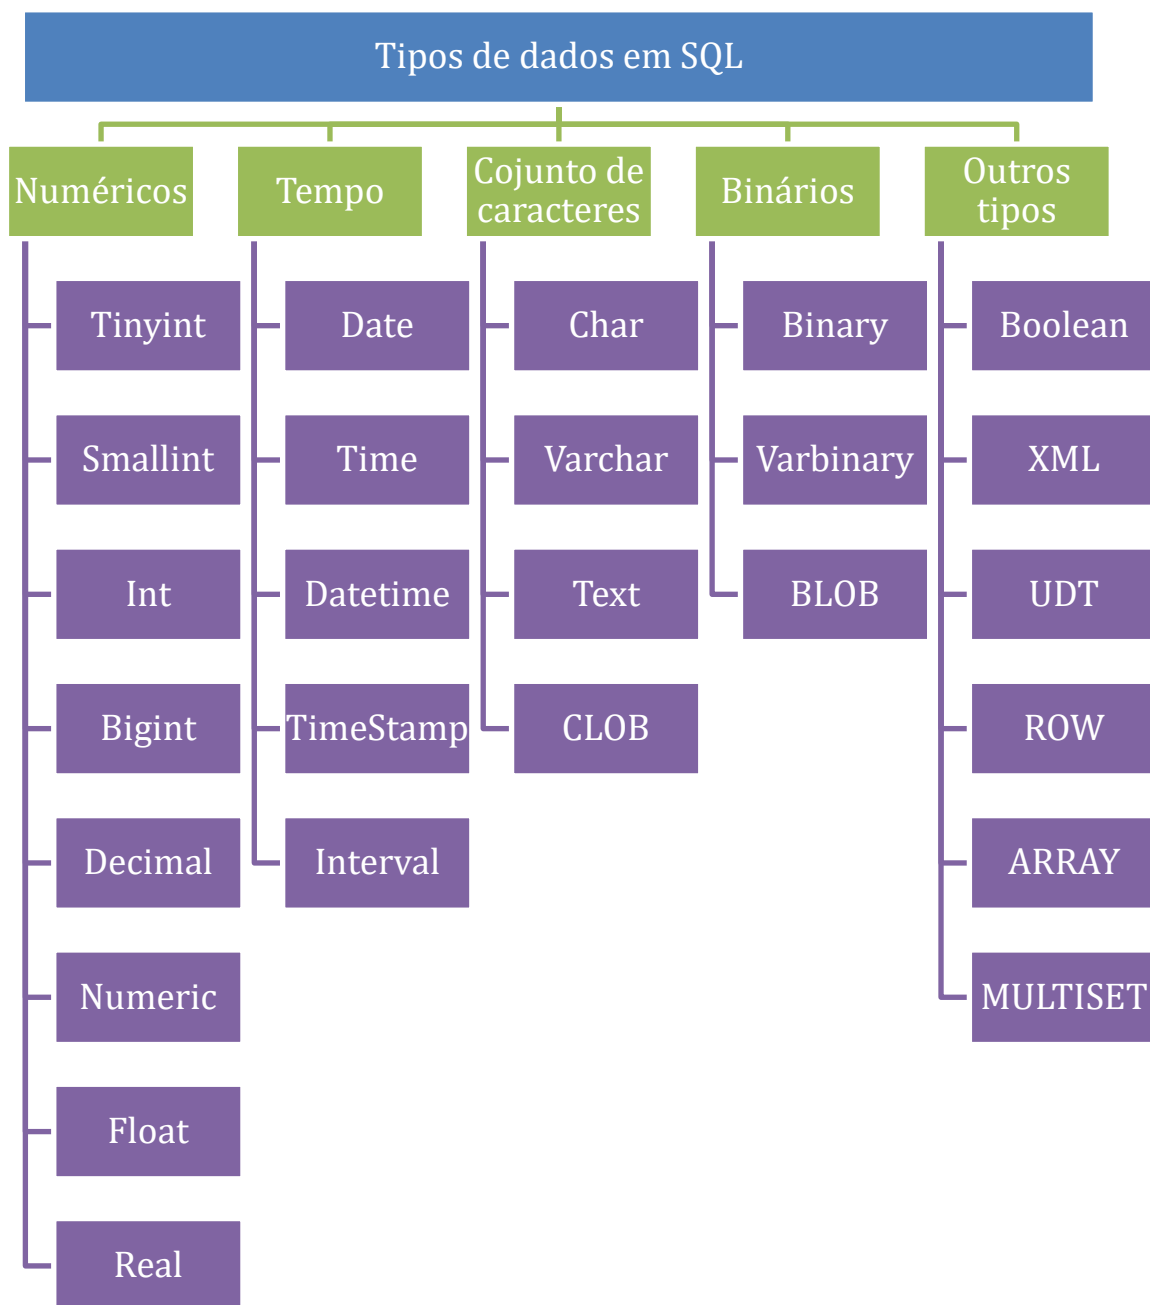 Tipos de dados em SQL
Numéricos
Tinyint
Smallint
Int
Bigint
Decimal
Numeric
Float
Real
Tempo
Date
Time
Datetime
TimeStamp
Interval
Cojunto de
caracteres
Char
Varchar
Text
CLOB
Binários
Binary
Varbinary
BLOB
Outros
tipos
Boolean
XML
UDT
ROW
ARRAY
MULTISET